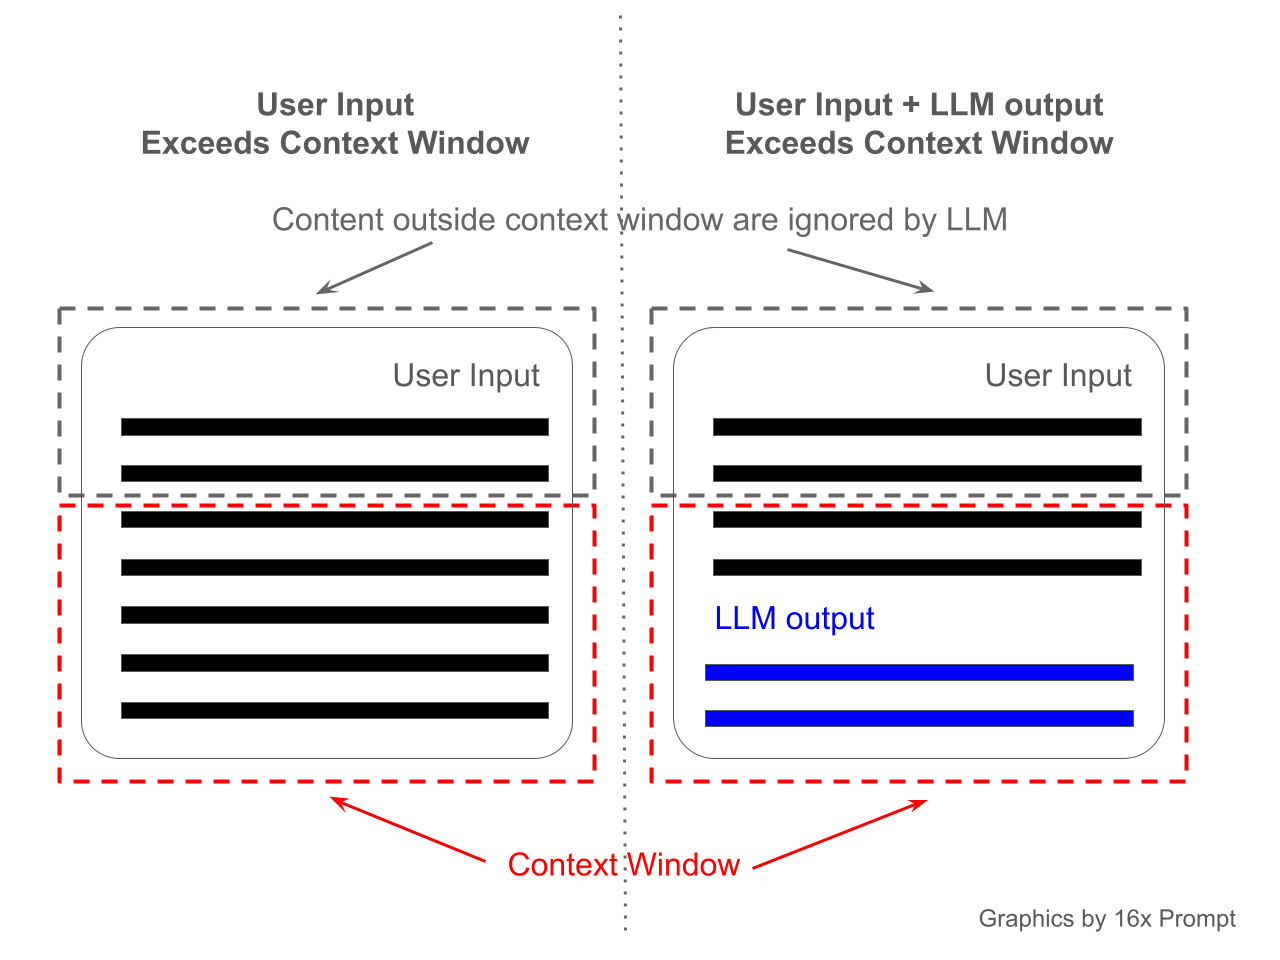 User Input
Exceeds Context Window
User Input + LLM output
Exceeds Context Window
Content outside context window are ignored by LLM
User Input
User Input
LLM output
Context Window
Graphics by 16x Prompt